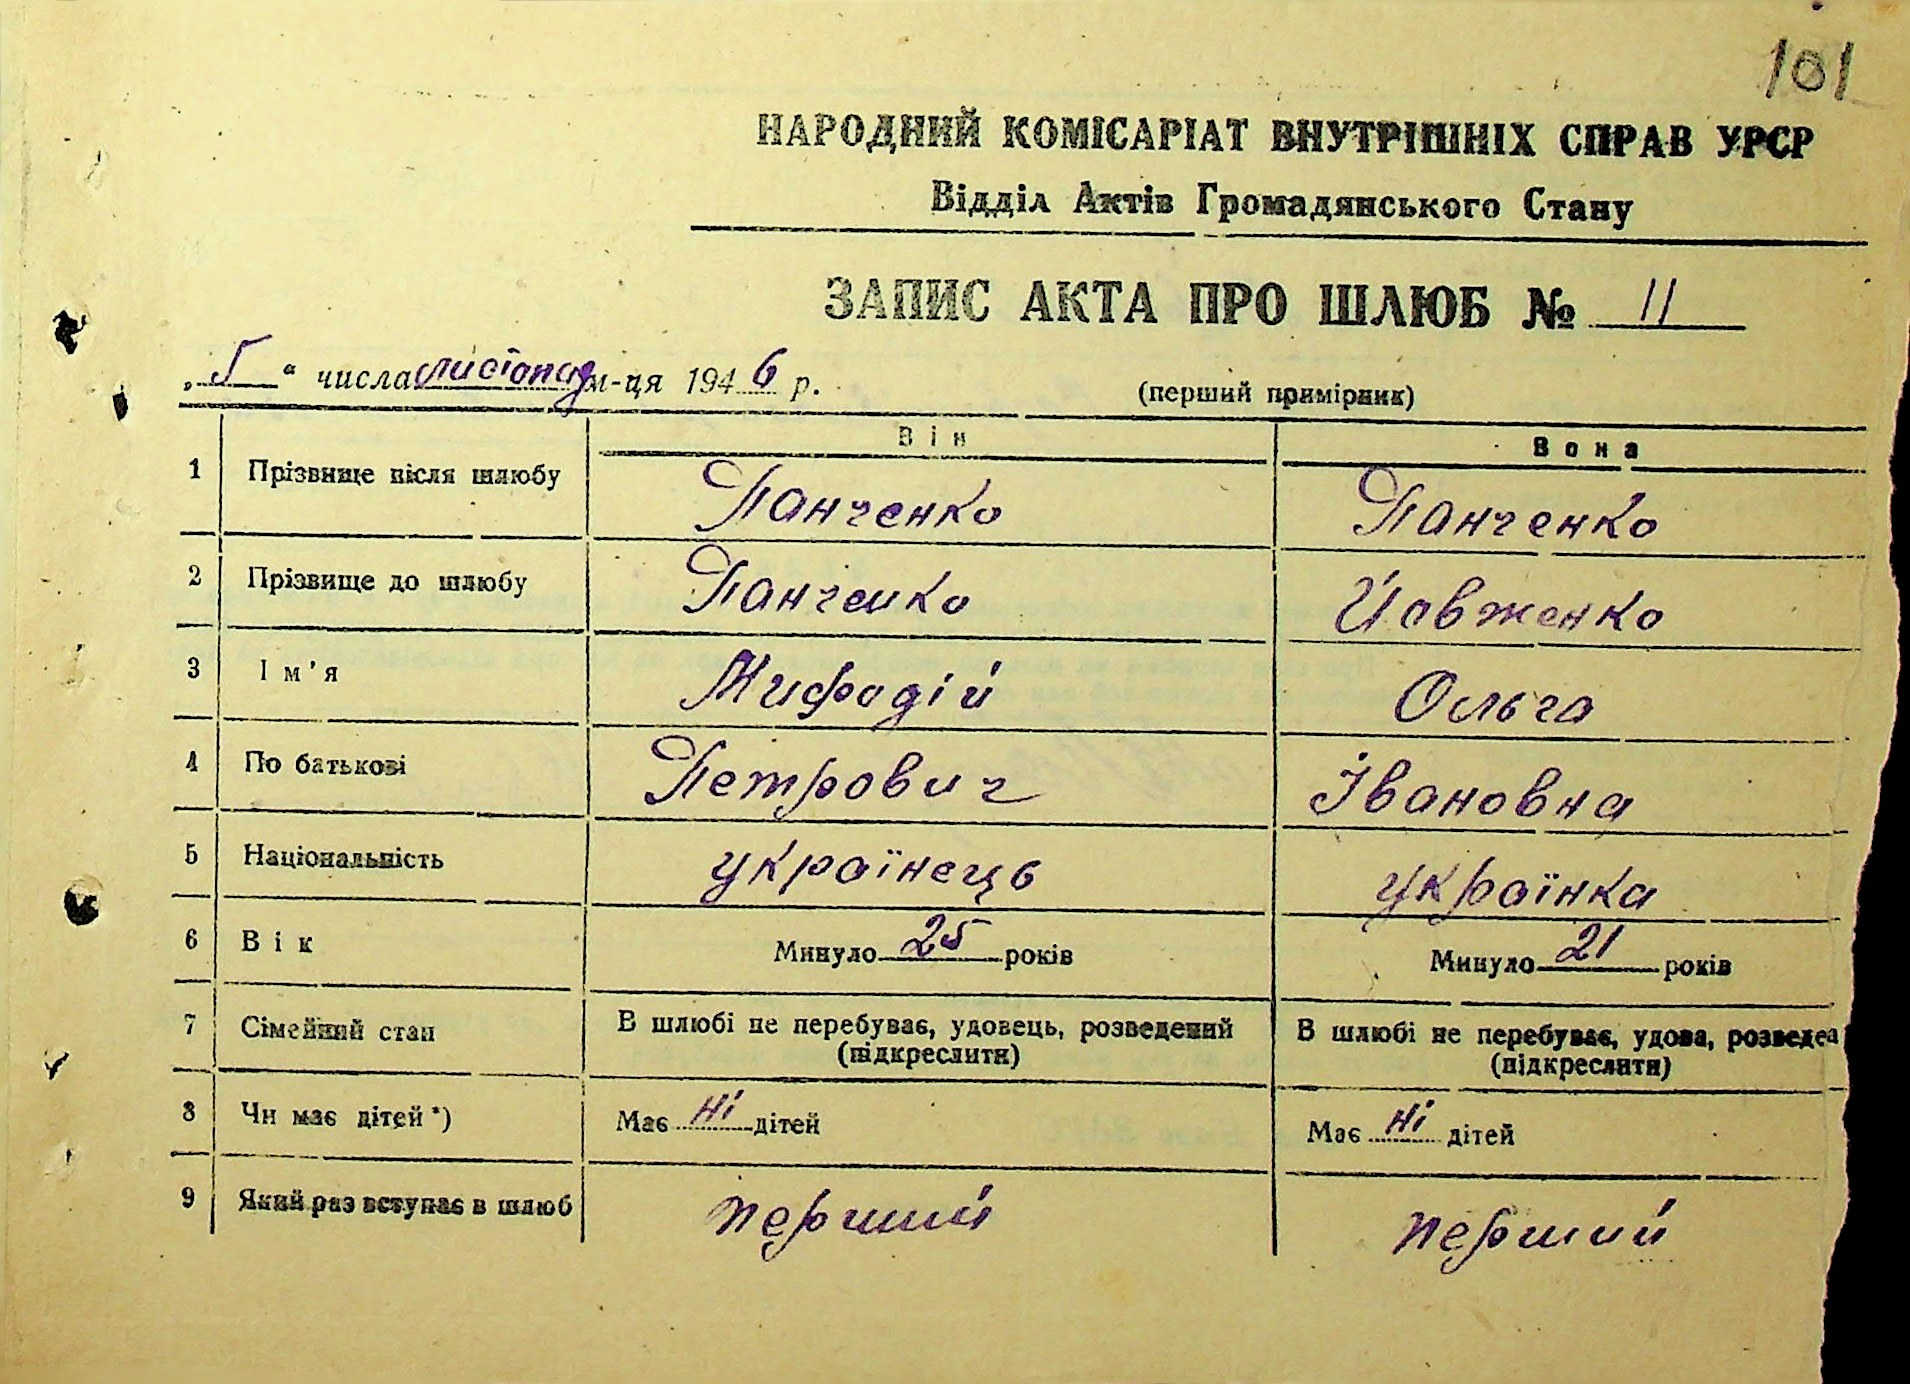 101
НАРОДНИЙ КОМІСАРІАТ ВНУТРІШНІХ СПРАВ УРСР
Відділ Актів Громадянського Стану
ЗАПИС АКТА ПРО ШЛЮБ № 11
„5“ числа листопад м-ця 1946 р. (перший примірник)
Він Вона
1 Прізвище після шлюбу Панченко Панченко
2 Прізвище до шлюбу Панченко Йовженко
3 Ім'я Мифодій Ольга
4 По батькові Петрович Івановна
5 Національність українець українка
6 Вік Минуло 25 років Минуло 21 років
7 Сімейний стан В шлюбі не перебуває, удовець, розведений В шлюбі не перебуває, удова, розведеа
(підкреслити) (підкреслити)
8 Чи має дітей*) Має ні дітей Має ні дітей
9 Який раз вступає в шлюб перший перший